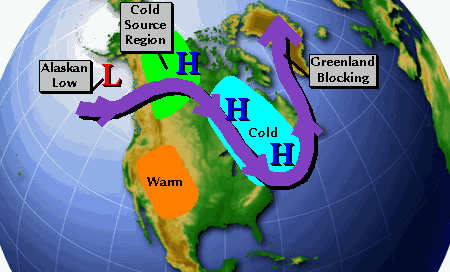 Cold
Source
Region
Alaskan
Low
L
H
Greenland
Blocking
H
Cold
H
Warm